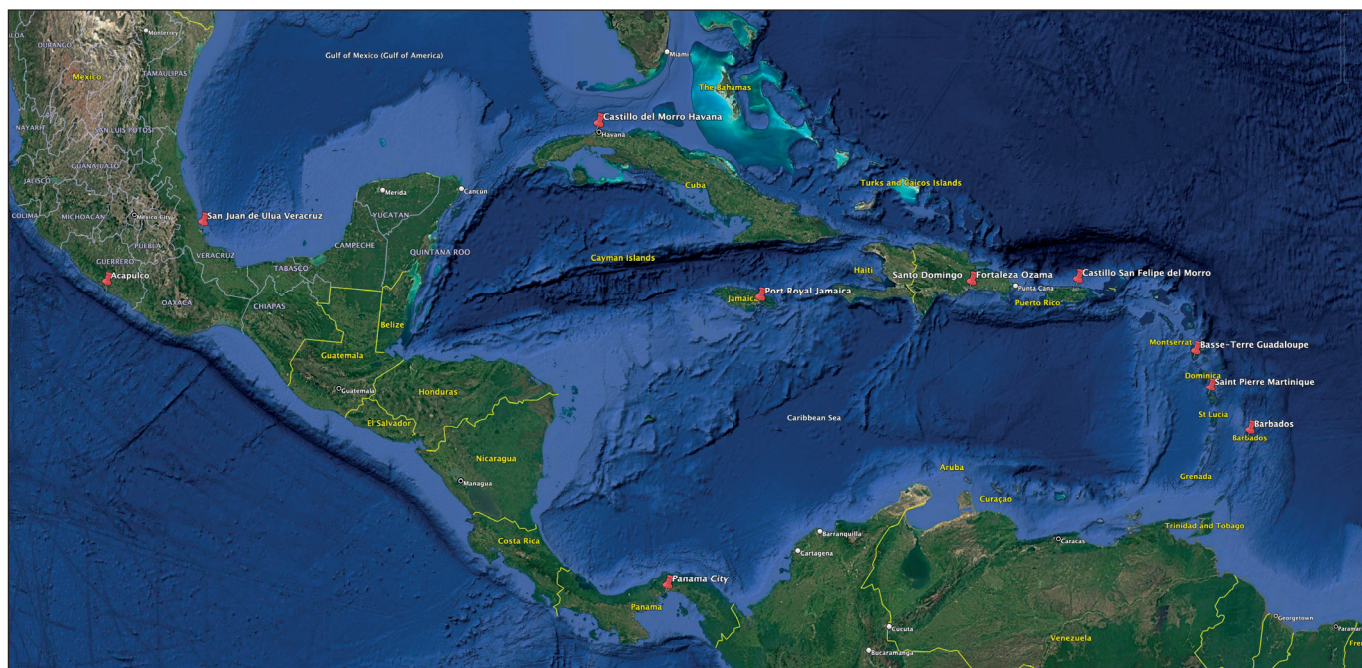 Monterrey
ALOA
DURANGO
Gulf of Mexico (Gulf of America)
Miami
TAMAULIPAS
Mexico
The Bahamas
Castillo del Morro Havana
Havana
NAYARIT
SAN LUIS POTOSI
GUANAJUATO
JALISCO
Merida
Cancún
Cuba
Turks and Caicos Islands
COLIMA
MICHOACAN
Mexico City
San Juan de Ulua Veracruz
YUCATAN
PUEBLA
VERACRUZ
CAMPECHE
QUINTANA ROO
GUERRERO
Cayman Islands
TABASCO
Acapulco
Haiti
Santo Domingo
Fortaleza Ozama
Castillo San Felipe del Morro
Punta Cana
Puerto Rico
OAXACA
CHIAPAS
Jamaica
Port Royal Jamaica
Belize
Guatemala
Montserrat
Basse-Terre Guadaloupe
Dominica
Saint Pierre Martinique
Guatemala
Honduras
El Salvador
Caribbean Sea
St Lucia
Barbados
Barbados
Nicaragua
Managua
Aruba
Curaçao
Grenada
Trinidad and Tobago
Costa Rica
Barranquilla
Caracas
Cartagena
Panama City
Panama
Cucuta
Venezuela
Georgetown
Paramar
Fre
Bucaramanga